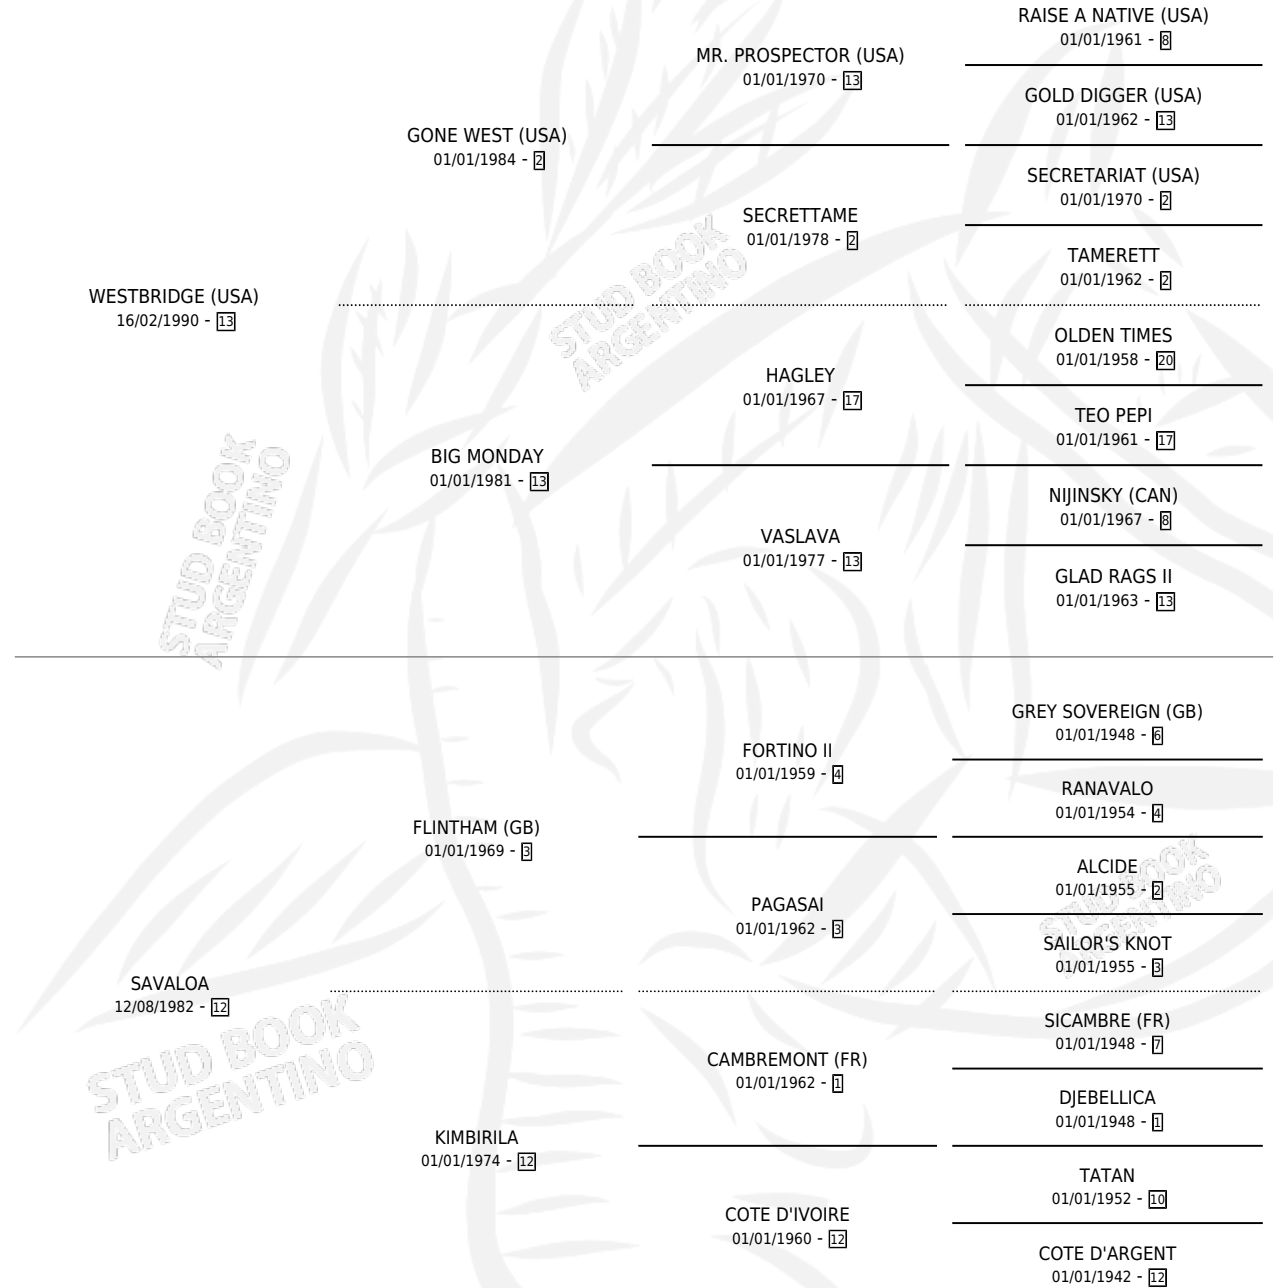 RAISE A NATIVE (USA)
01/01/1961 - 8
MR. PROSPECTOR (USA)
01/01/1970 - 13
GOLD DIGGER (USA)
01/01/1962 - 13
GONE WEST (USA)
01/01/1984 - 2
SECRETARIAT (USA)
01/01/1970 - 2
SECRETTAME
01/01/1978 - 2
TAMERETT
01/01/1962 - 2
WESTBRIDGE (USA)
16/02/1990 - 13
OLDEN TIMES
01/01/1958 - 20
HAGLEY
01/01/1967 - 17
TEO PEPI
01/01/1961 - 17
BIG MONDAY
01/01/1981 - 13
NIJINSKY (CAN)
01/01/1967 - 8
VASLAVA
01/01/1977 - 13
GLAD RAGS II
01/01/1963 - 13
GREY SOVEREIGN (GB)
01/01/1948 - 6
FORTINO II
01/01/1959 - 4
RANAVALO
01/01/1954 - 4
FLINTHAM (GB)
01/01/1969 - 3
ALCIDE
01/01/1955 - 2
PAGASAI
01/01/1962 - 3
SAILOR'S KNOT
01/01/1955 - 3
SAVALOA
12/08/1982 - 12
SICAMBRE (FR)
01/01/1948 - 7
CAMBREMONT (FR)
01/01/1962 - 1
DJEBELLICA
01/01/1948 - 1
KIMBIRILA
01/01/1974 - 12
TATAN
01/01/1952 - 10
COTE D'IVOIRE
01/01/1960 - 12
COTE D'ARGENT
01/01/1942 - 12
STUD BOOK
ARGENTINO
STUD BOOK
ARGENTINO
STUD BOOK
ARGENTINO
STUD BOOK
ARGENTINO